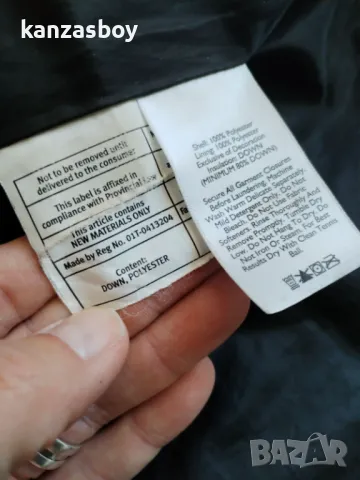 kanzasboy
Not to be removed until
delivered to the consumer
This label is affixed in
compliance with Provincial Law
This article contains
NEW MATERIALS ONLY
Made by Reg No. 01T-0413204
Content:
DOWN, POLYESTER
Shell: 100% Polyester
Lining: 100% Polyester
Exclusive of Decoration
Insulation: DOWN
(MINIMUM 80% DOWN)
Secure All Garment Closures
Before Laundering. Machine
Wash Warm Delicate Separately.
Mild Detergent Only. Do Not
Bleach. Do Not Use Fabric
Softeners. Rinse Thoroughly And
Remove Promptly. Tumble Dry
Low. Do Not Hang To Dry. Do
Not Iron Or Steam. For Best
Results Dry With Clean Tennis
Ball.
BAZAR
.bg